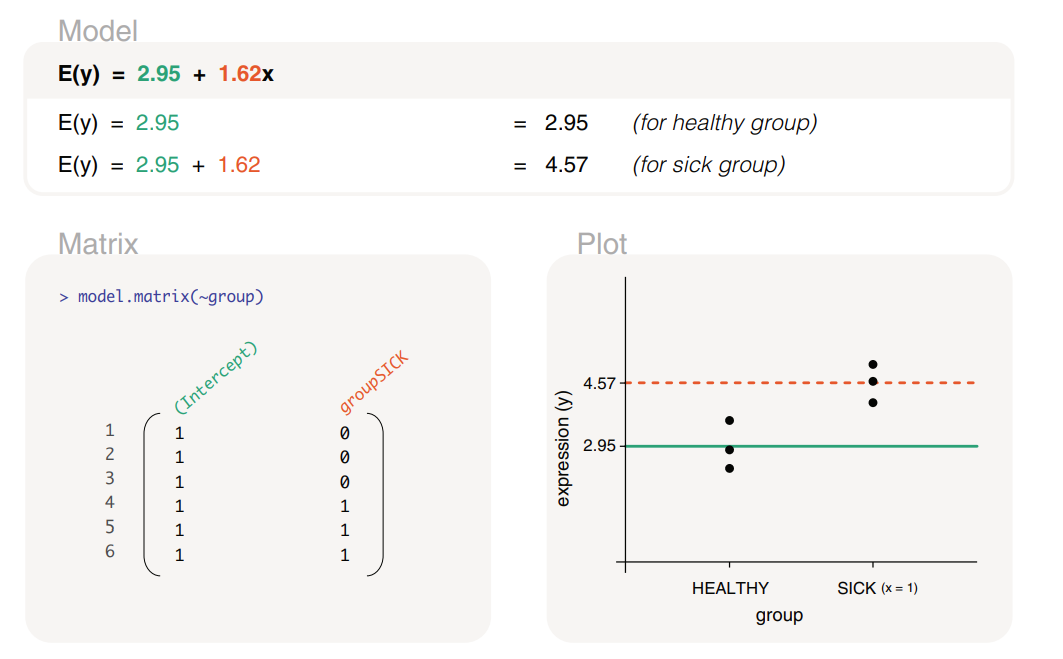 Model
E(y) = 2.95 + 1.62x
E(y) = 2.95 = 2.95 (for healthy group)
E(y) = 2.95 + 1.62 = 4.57 (for sick group)
Matrix
> model.matrix(~group)
(Intercept) groupSICK
1 1 0
2 1 0
3 1 0
4 1 1
5 1 1
6 1 1
Plot
expression (y)
4.57
2.95
HEALTHY SICK (x = 1)
group